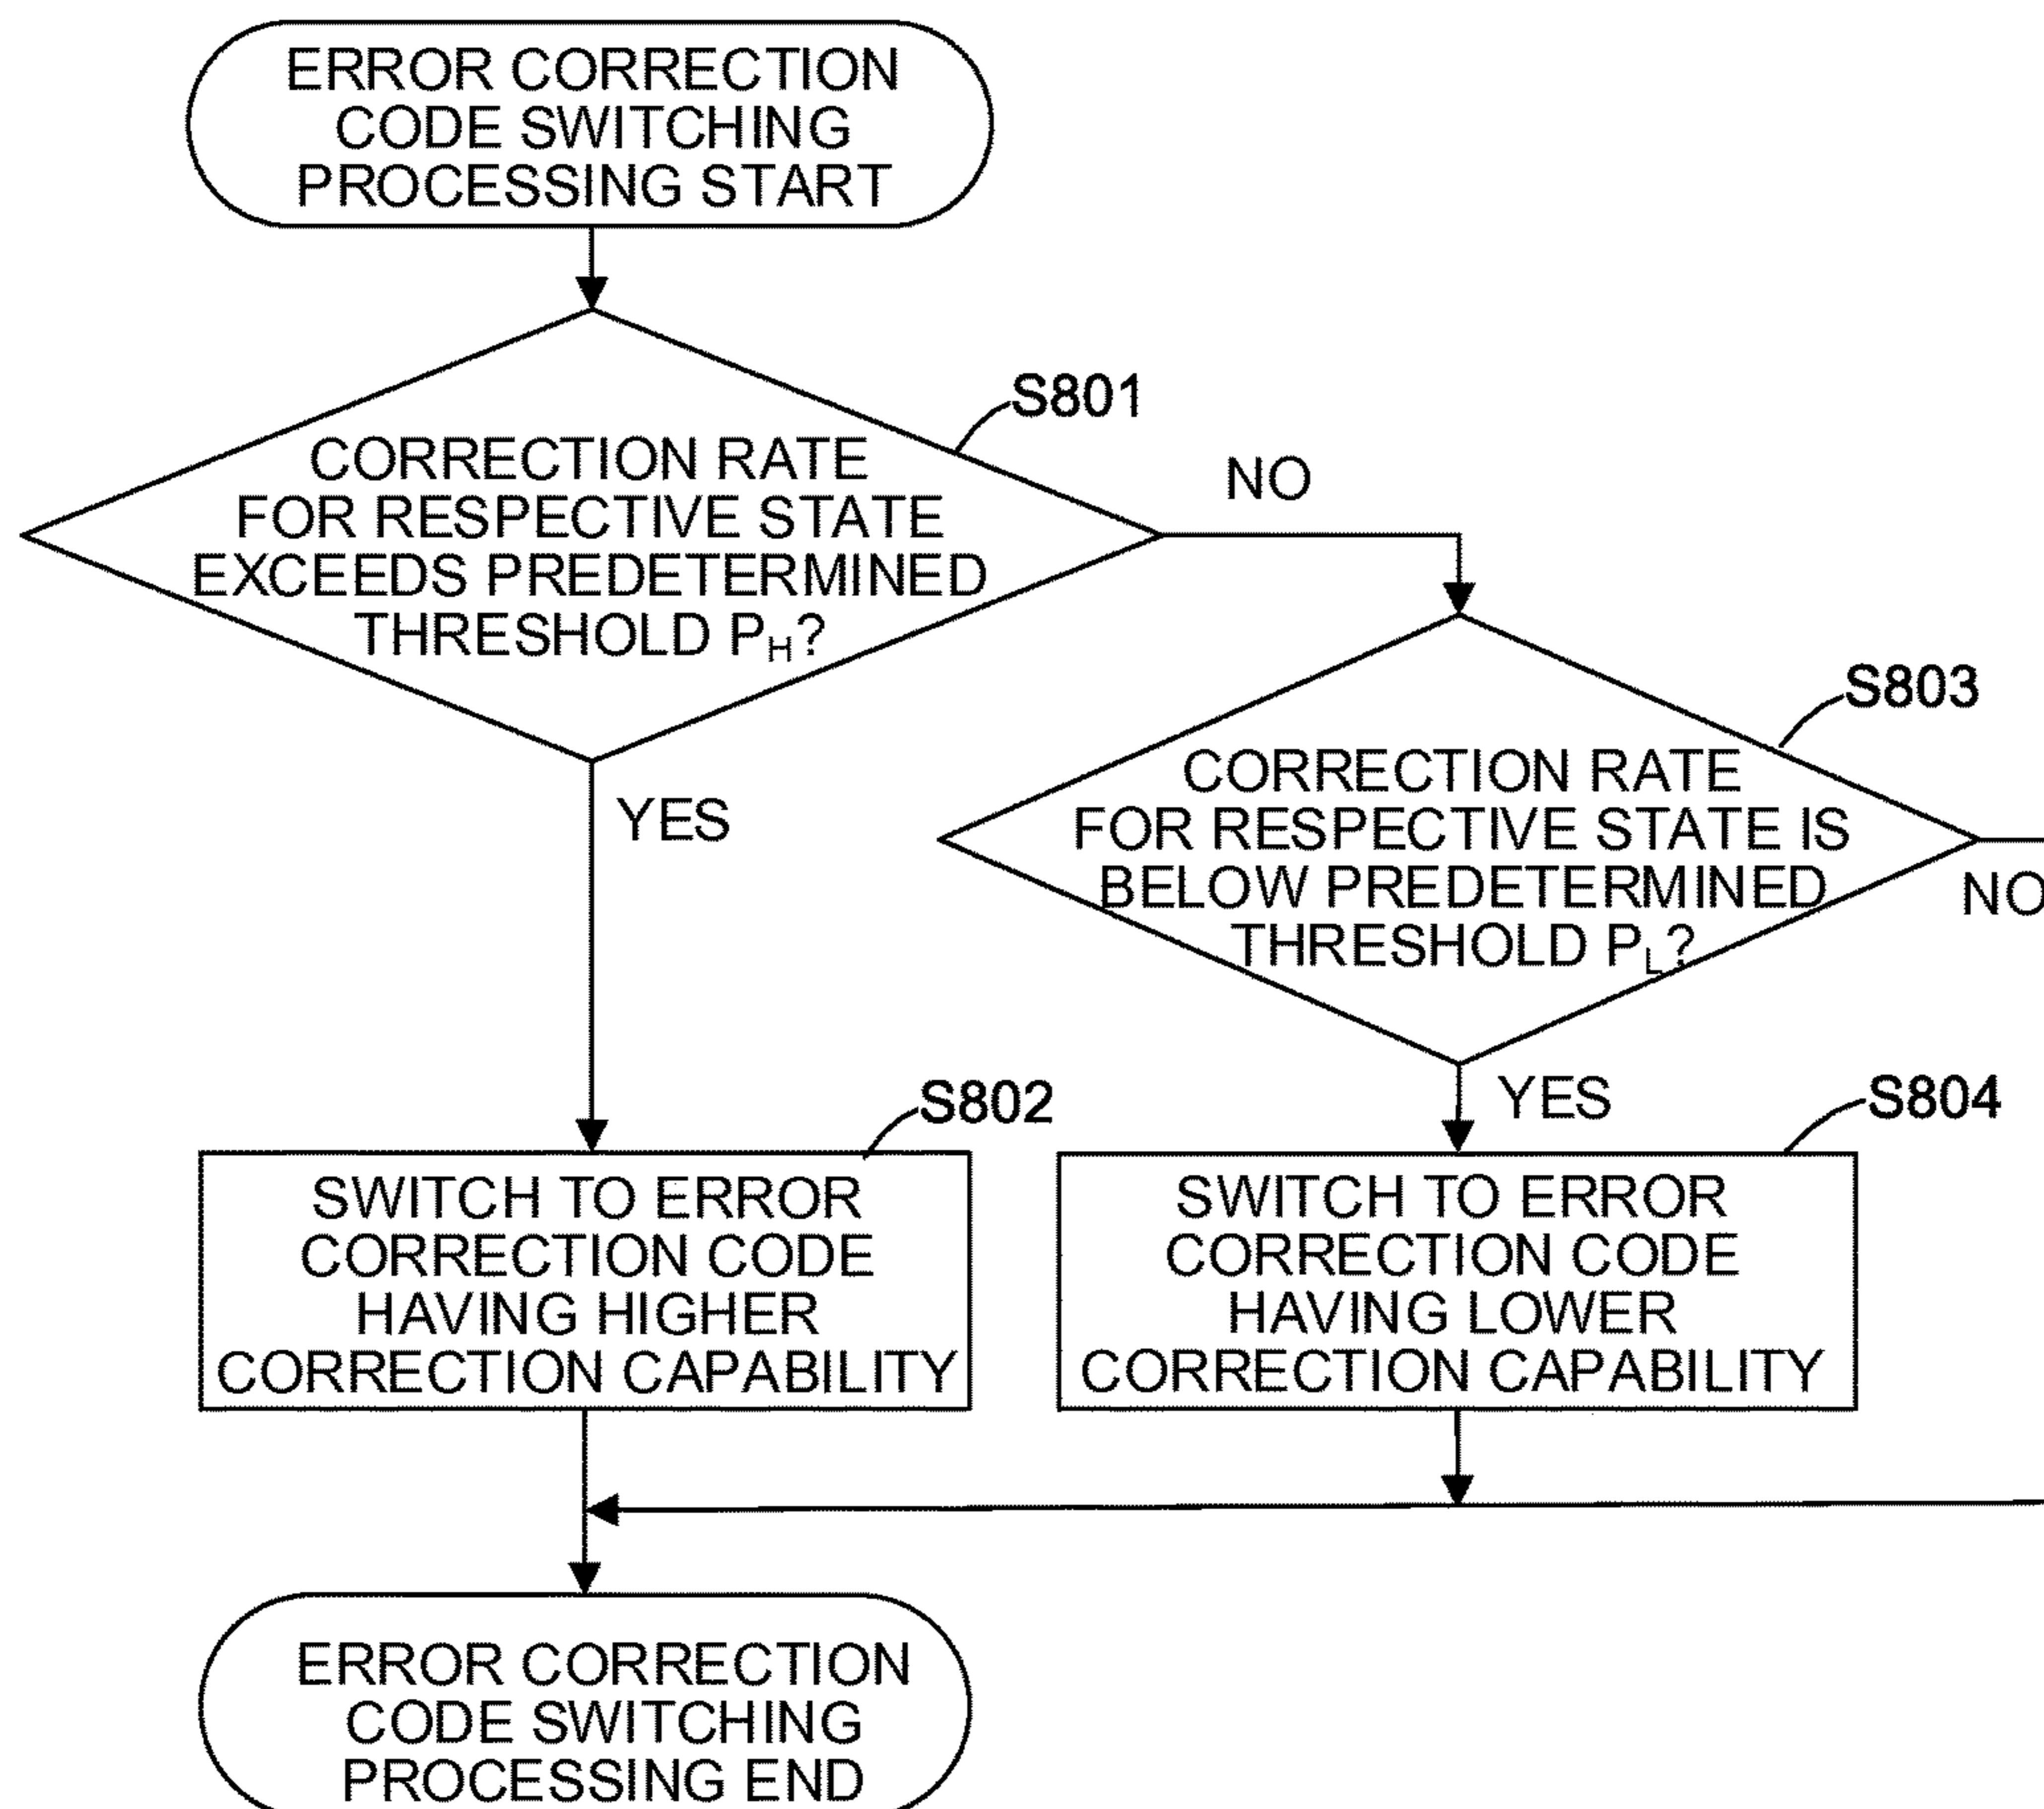 ERROR CORRECTION
CODE SWITCHING
PROCESSING START
S801
CORRECTION RATE
FOR RESPECTIVE STATE
EXCEEDS PREDETERMINED
THRESHOLD PH?
NO
YES
S803
CORRECTION RATE
FOR RESPECTIVE STATE IS
BELOW PREDETERMINED
THRESHOLD PL?
NO
YES
S802
SWITCH TO ERROR
CORRECTION CODE
HAVING HIGHER
CORRECTION CAPABILITY
S804
SWITCH TO ERROR
CORRECTION CODE
HAVING LOWER
CORRECTION CAPABILITY
ERROR CORRECTION
CODE SWITCHING
PROCESSING END